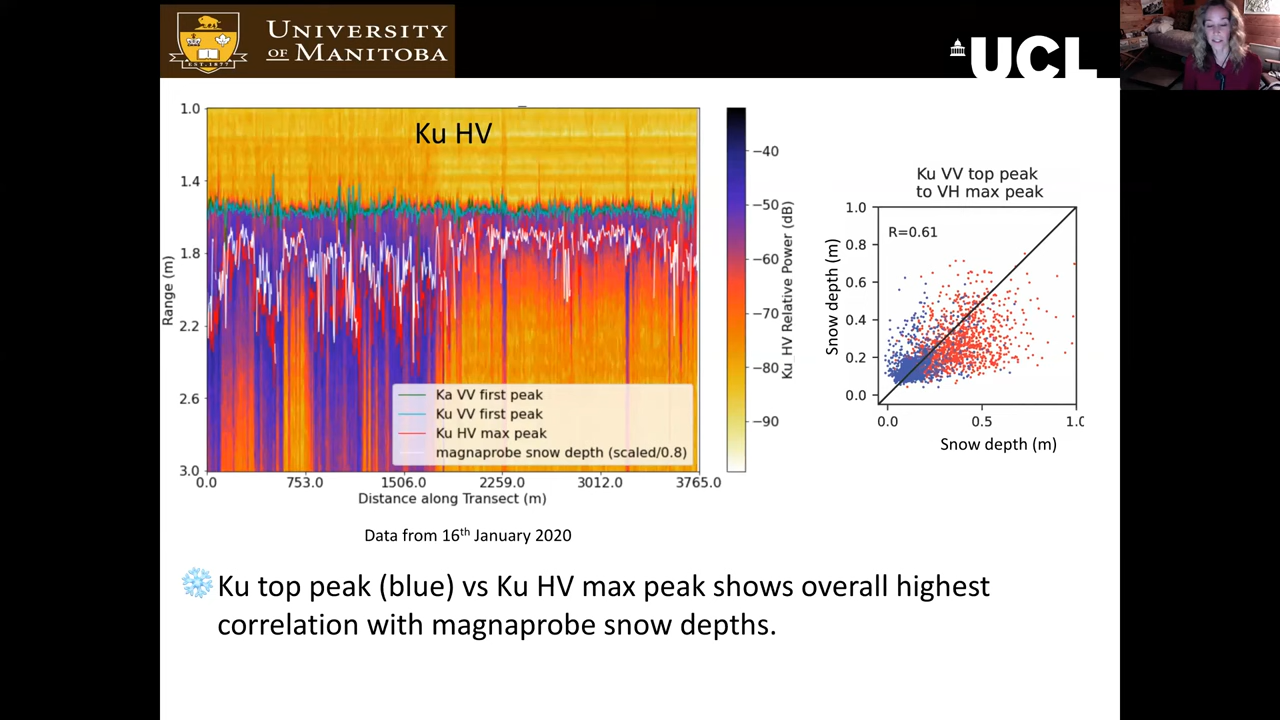 UNIVERSITY
OF MANITOBA
EST. 1877
UCL
Ku HV
1.0
1.4
1.8
2.2
2.6
3.0
Range (m)
Ka VV first peak
Ku VV first peak
Ku HV max peak
magnaprobe snow depth (scaled/0.8)
0.0 753.0 1506.0 2259.0 3012.0 3765.0
Distance along Transect (m)
−40
−50
−60
−70
−80
−90
Ku_HV Relative Power (dB)
Ku VV top peak
to VH max peak
R=0.61
1.0
0.8
0.6
0.4
0.2
0.0
Snow depth (m)
0.0 0.5 1.0
Snow depth (m)
Data from 16th January 2020
Ku top peak (blue) vs Ku HV max peak shows overall highest
correlation with magnaprobe snow depths.